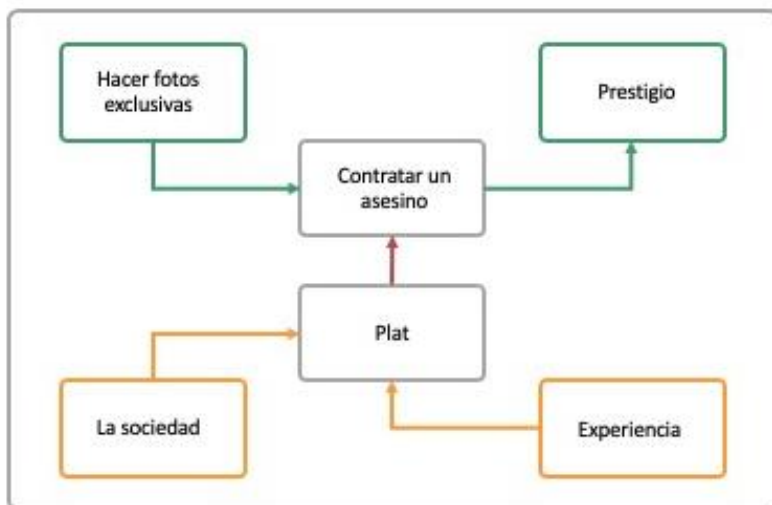 Hacer fotos
exclusivas
Prestigio
Contratar un
asesino
Plat
La sociedad
Experiencia